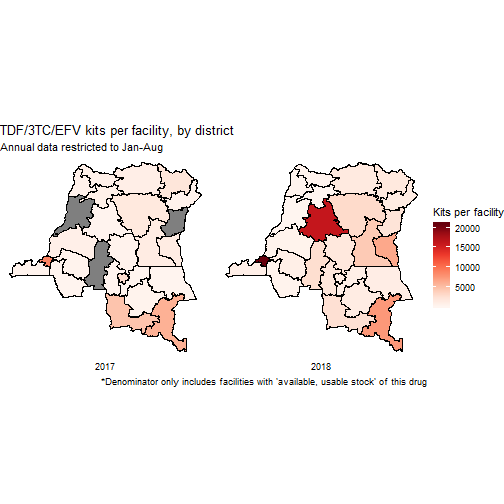 TDF/3TC/EFV kits per facility, by district
Annual data restricted to Jan-Aug
Kits per facility
20000
15000
10000
5000
2017
2018
*Denominator only includes facilities with 'available, usable stock' of this drug